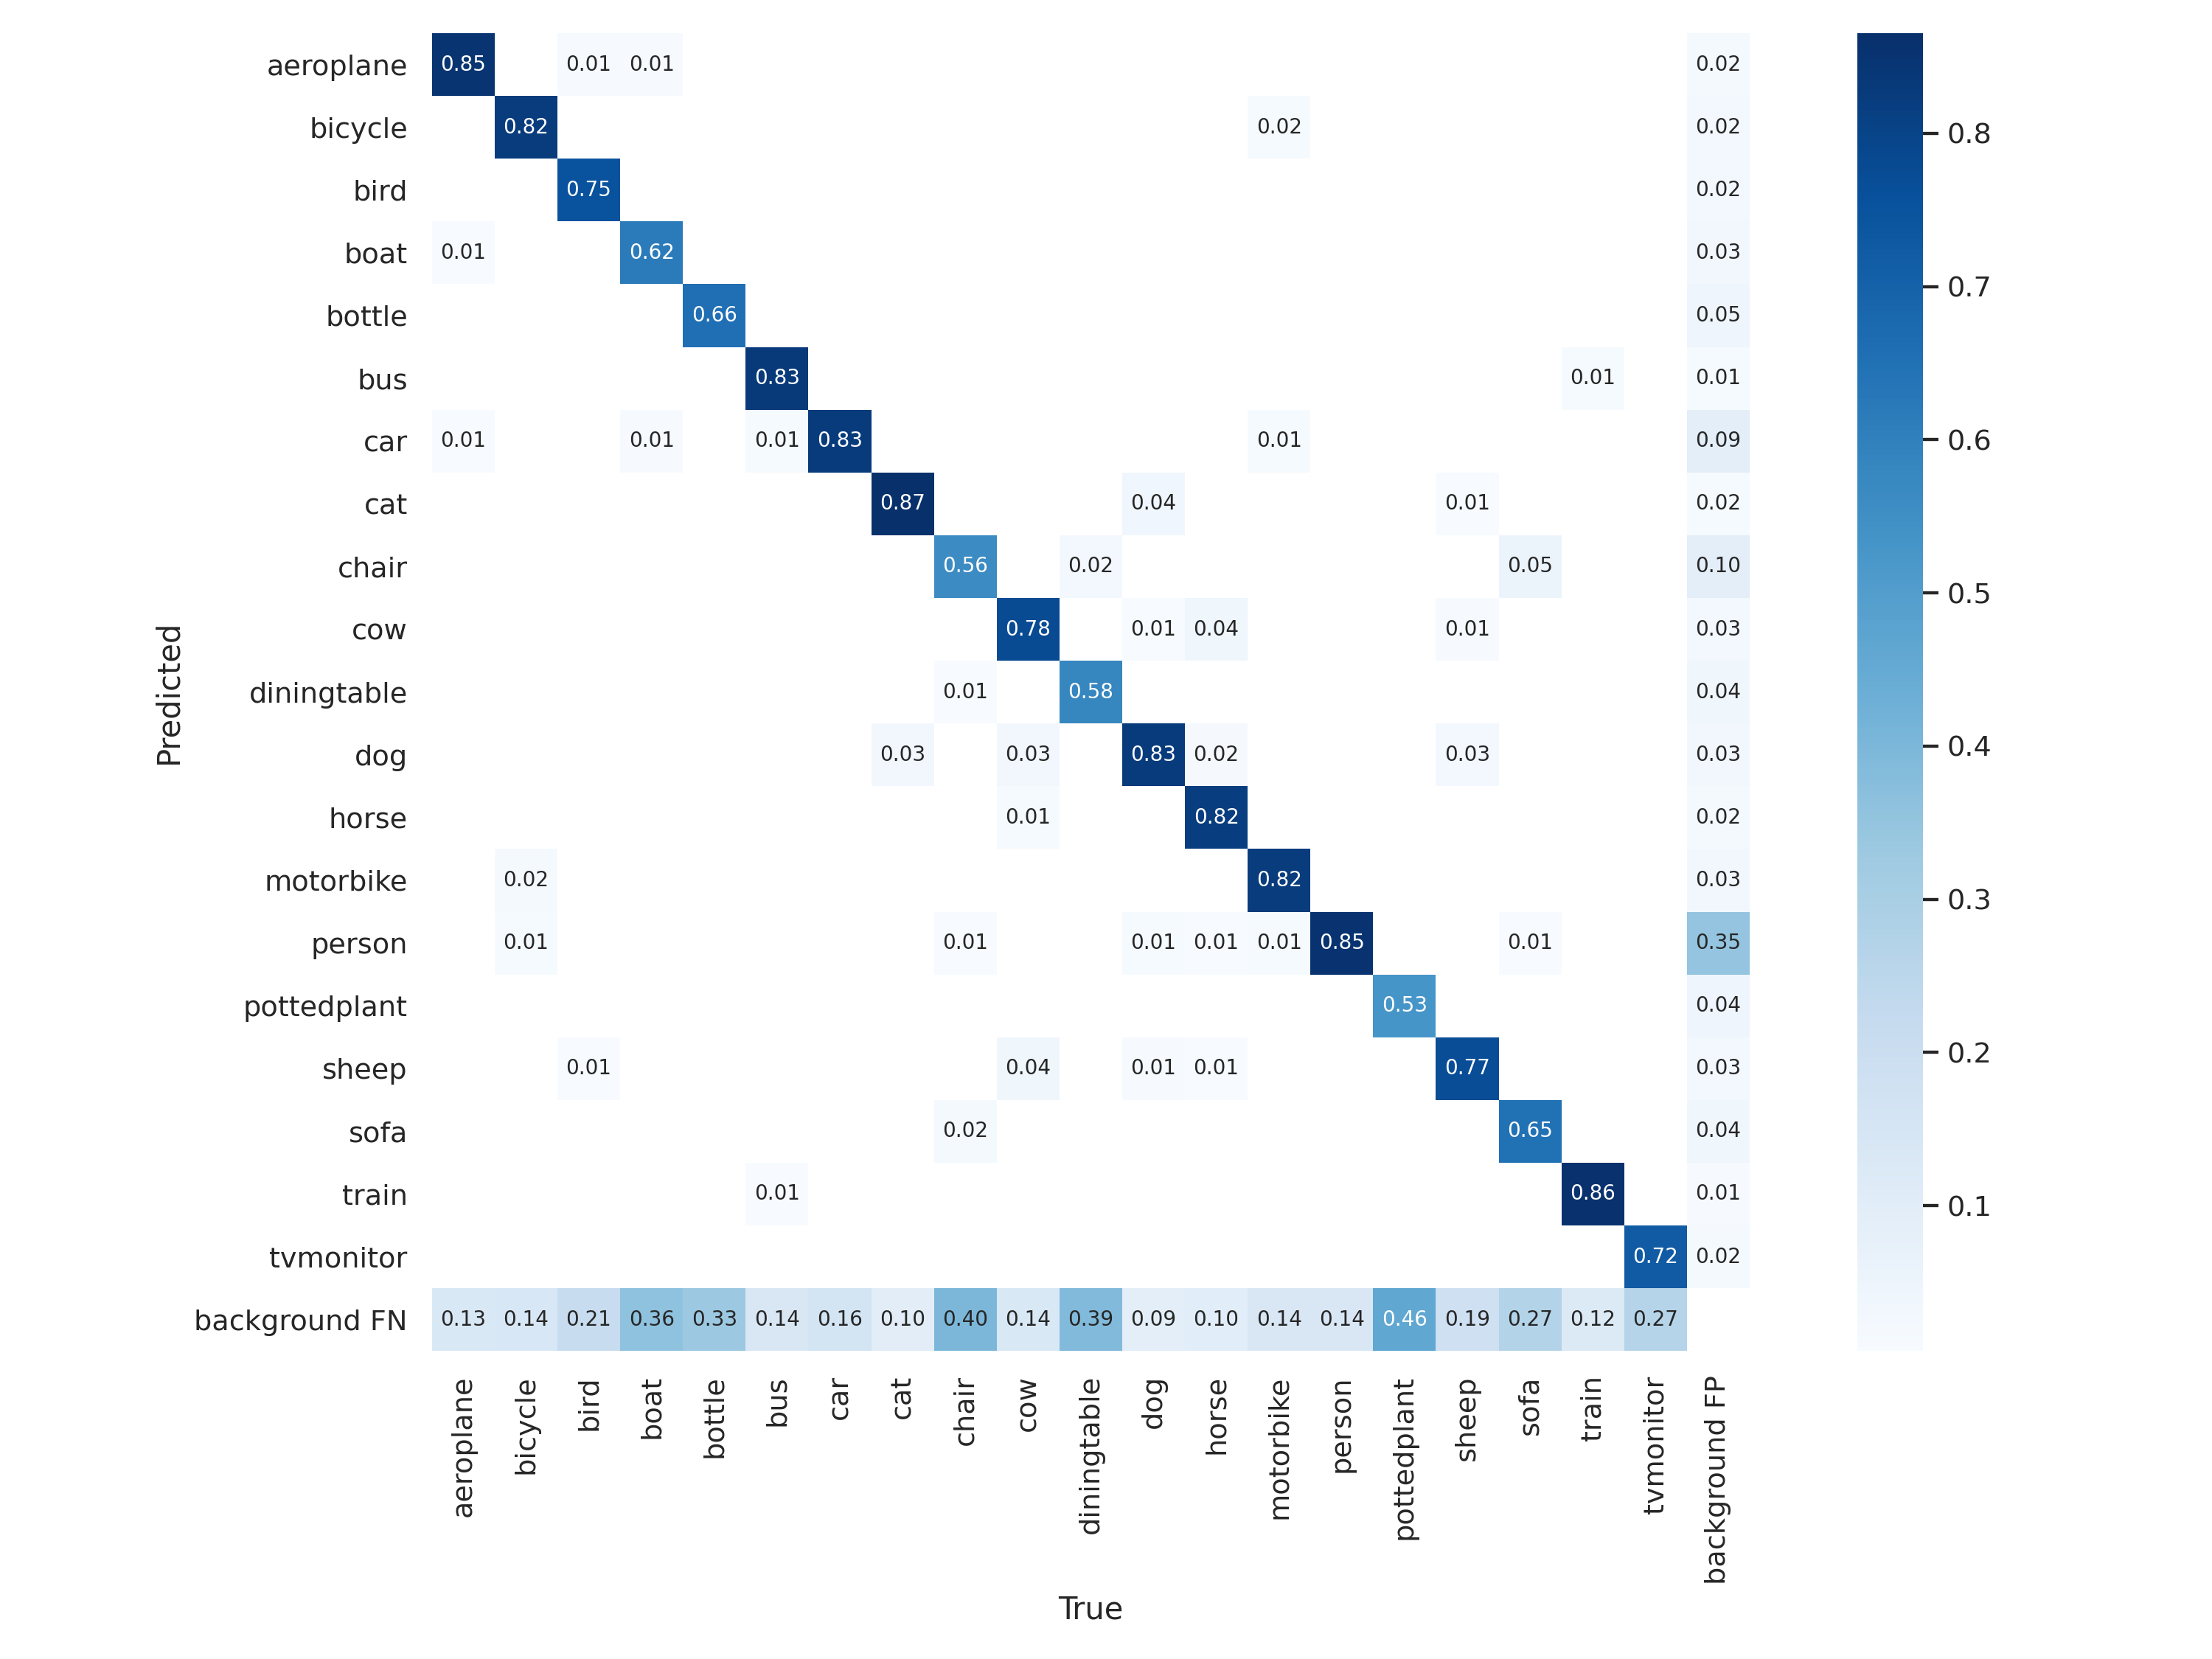 aeroplane 0.85 0.01 0.01 0.02
bicycle 0.82 0.02 0.02 0.8
bird 0.75 0.02
boat 0.01 0.62 0.03
0.7
bottle 0.66 0.05
bus 0.83 0.01 0.01
car 0.01 0.01 0.01 0.83 0.01 0.09 0.6
cat 0.87 0.04 0.01 0.02
chair 0.56 0.02 0.05 0.10
0.5
cow 0.78 0.01 0.04 0.01 0.03
Predicted
diningtable 0.01 0.58 0.04
dog 0.03 0.03 0.83 0.02 0.03 0.03 0.4
horse 0.01 0.82 0.02
motorbike 0.02 0.82 0.03
0.3
person 0.01 0.01 0.01 0.01 0.01 0.85 0.01 0.35
pottedplant 0.53 0.04
sheep 0.01 0.04 0.01 0.01 0.77 0.03 0.2
sofa 0.02 0.65 0.04
train 0.01 0.86 0.01 0.1
tvmonitor 0.72 0.02
background FN 0.13 0.14 0.21 0.36 0.33 0.14 0.16 0.10 0.40 0.14 0.39 0.09 0.10 0.14 0.14 0.46 0.19 0.27 0.12 0.27
aeroplane bicycle bird boat bottle bus car cat chair cow diningtable dog horse motorbike person pottedplant sheep sofa train tvmonitor background FP
True